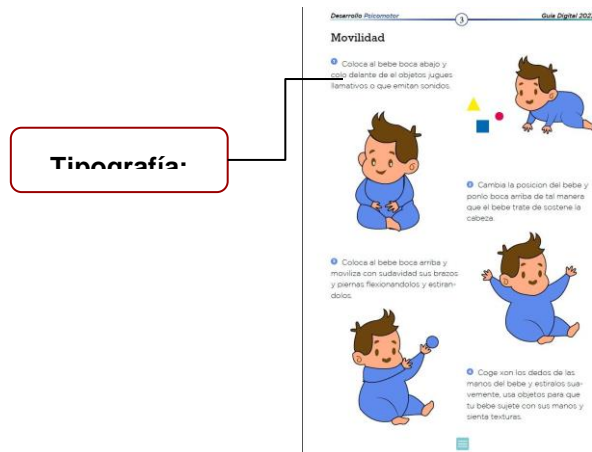 Desarrollo Psicomotor
3
Guia Digital 202
Movilidad
Coloca al bebe boca abajo y
colo delante de el objetos jugues
llamativos o que emitan sonidos.
Tipografía:
Cambia la posicion del bebe y
ponlo boca arriba de tal manera
que el bebe trate de sostene la
cabeza.
Coloca al bebe boca arriba y
moviliza con sudavidad sus brazos
y piernas flexionandolos y estiran-
dolos.
Coge xon los dedos de las
manos del bebe y estiralos sua-
vemente, usa objetos para que
tu bebe sujete con sus manos y
sienta texturas.